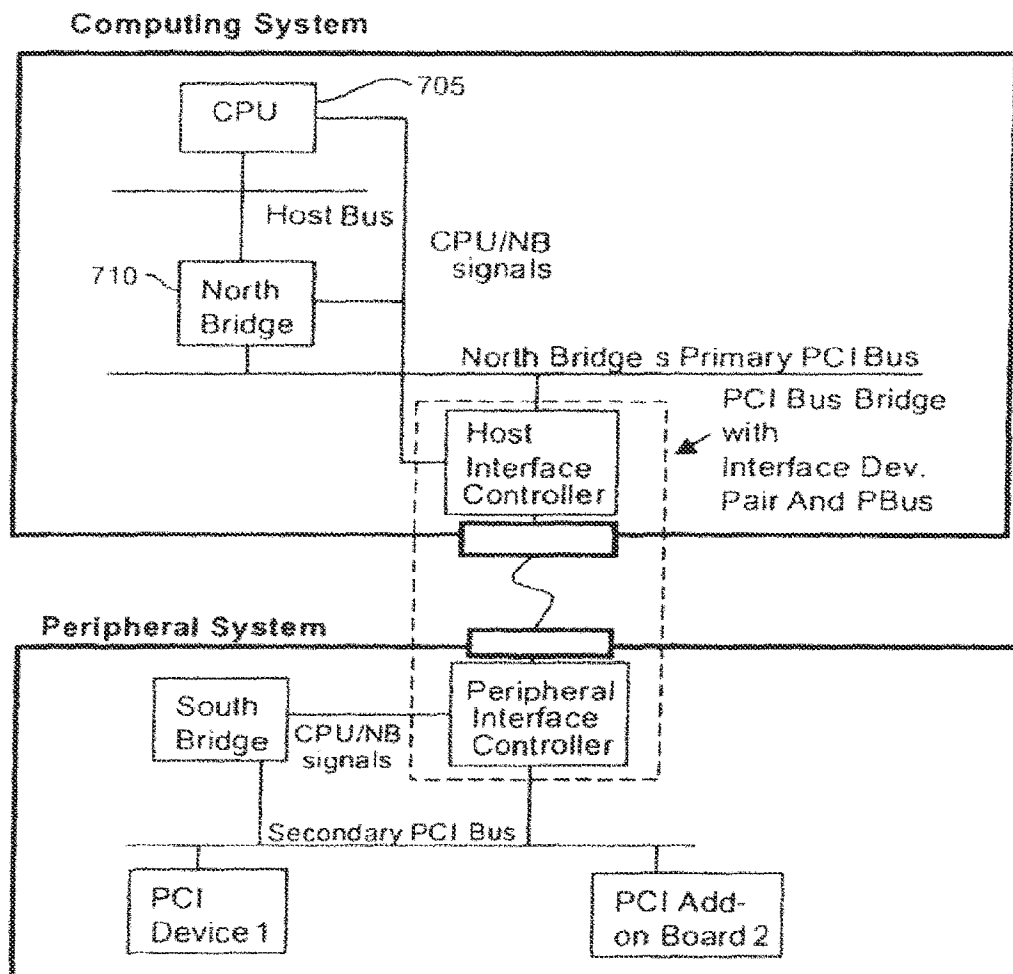 Computing System
705
CPU
Host Bus
CPU/NB
signals
710
North
Bridge
North Bridge s Primary PCI Bus
PCI Bus Bridge
with
Interface Dev.
Pair And PBus
Host
Interface
Controller
Peripheral System
South
Bridge
CPU/NB
signals
Peripheral
Interface
Controller
Secondary PCI Bus
PCI
Device 1
PCI Add-
on Board 2